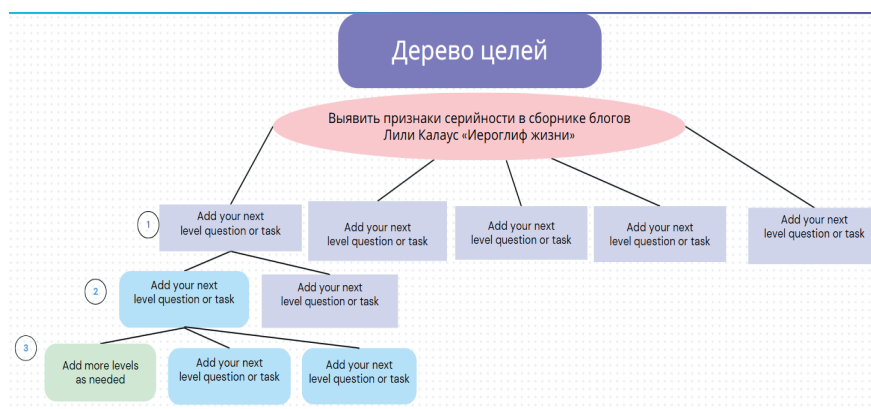 Дерево целей
Выявить признаки серийности в сборнике блогов
Лили Калаус «Иероглиф жизни»
1
Add your next
level question or task
Add your next
level question or task
Add your next
level question or task
Add your next
level question or task
Add your next
level question or task
2
Add your next
level question or task
Add your next
level question or task
3
Add more levels
as needed
Add your next
level question or task
Add your next
level question or task